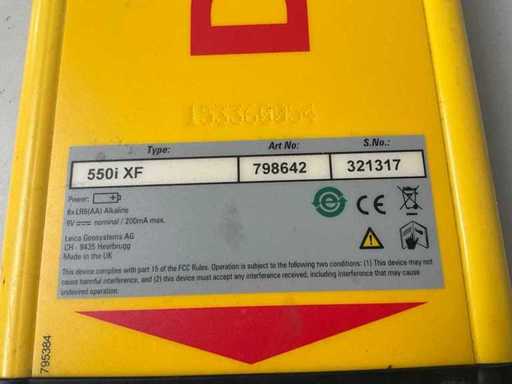 D
153360054
Type: Art No: S.No.:
550i XF 798642 321317
Power:
6x LR6(AA) Alkaline
9V nominal / 200mA max.
Leica Geosystems AG
CH - 9435 Heerbrugg
Made in the UK
This device complies with part 15 of the FCC Rules. Operation is subject to the following two conditions: (1) This device may not
cause harmful interference, and (2) this device must accept any interference received, including interference that may cause
undesired operation.
795384